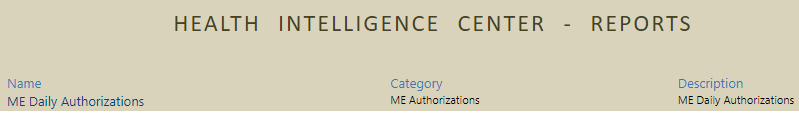 HEALTH INTELLIGENCE CENTER - REPORTS
Name Category Description
ME Daily Authorizations ME Authorizations ME Daily Authorizations